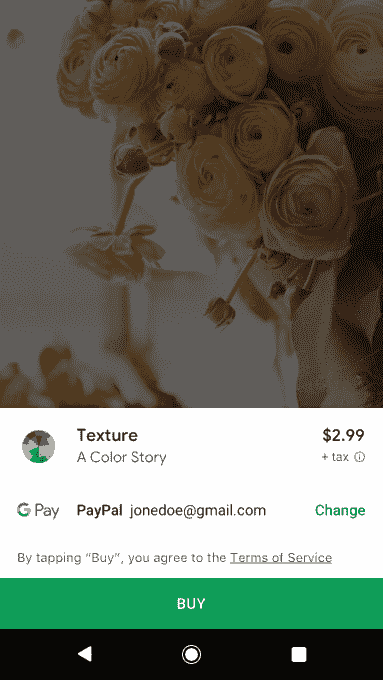 Texture $2.99
A Color Story + tax
G Pay PayPal jonedoe@gmail.com Change
By tapping “Buy”, you agree to the Terms of Service
BUY